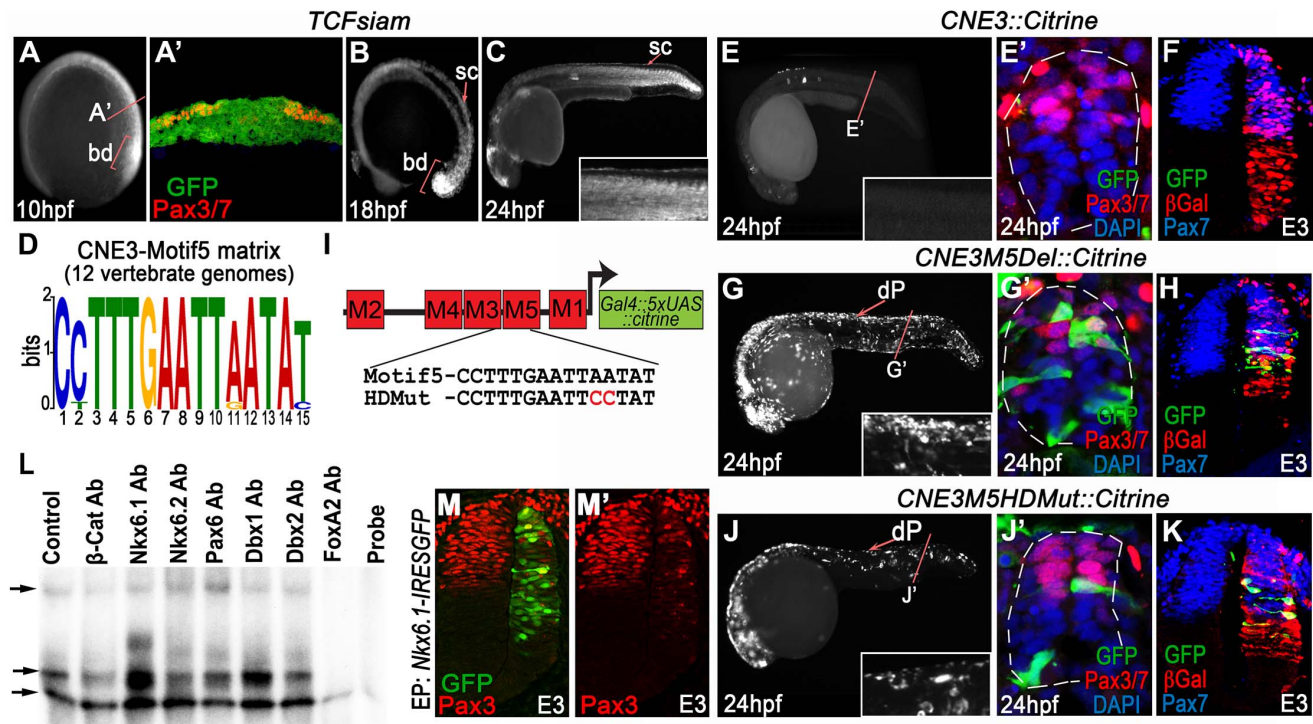 TCFsiam
A
A'
bd
10hpf
A'
GFP
Pax3/7
B
sc
bd
18hpf
C
sc
24hpf
CNE3::Citrine
E
E'
24hpf
E'
GFP
Pax3/7
24hpf
DAPI
F
GFP
βGal
Pax7
E3
D
CNE3-Motif5 matrix
(12 vertebrate genomes)
2
bits
0
CCTTTGAATTAATAT
T
G
C
1 2 3 4 5 6 7 8 9 10 11 12 13 14 15
I
M2
M4
M3
M5
M1
Gal4::5xUAS
::citrine
Motif5-CCTTTGAATTAATAT
HDMut -CCTTTGAATTCCTAT
CNE3M5Del::Citrine
G
dP
G'
24hpf
G'
GFP
Pax3/7
24hpf
DAPI
H
GFP
βGal
Pax7
E3
L
Control
β-Cat Ab
Nkx6.1 Ab
Nkx6.2 Ab
Pax6 Ab
Dbx1 Ab
Dbx2 Ab
FoxA2 Ab
Probe
EP: Nkx6.1-IRESGFP
M
GFP
Pax3
E3
M'
Pax3
E3
CNE3M5HDMut::Citrine
J
dP
J'
24hpf
J'
GFP
Pax3/7
24hpf
DAPI
K
GFP
βGal
Pax7
E3